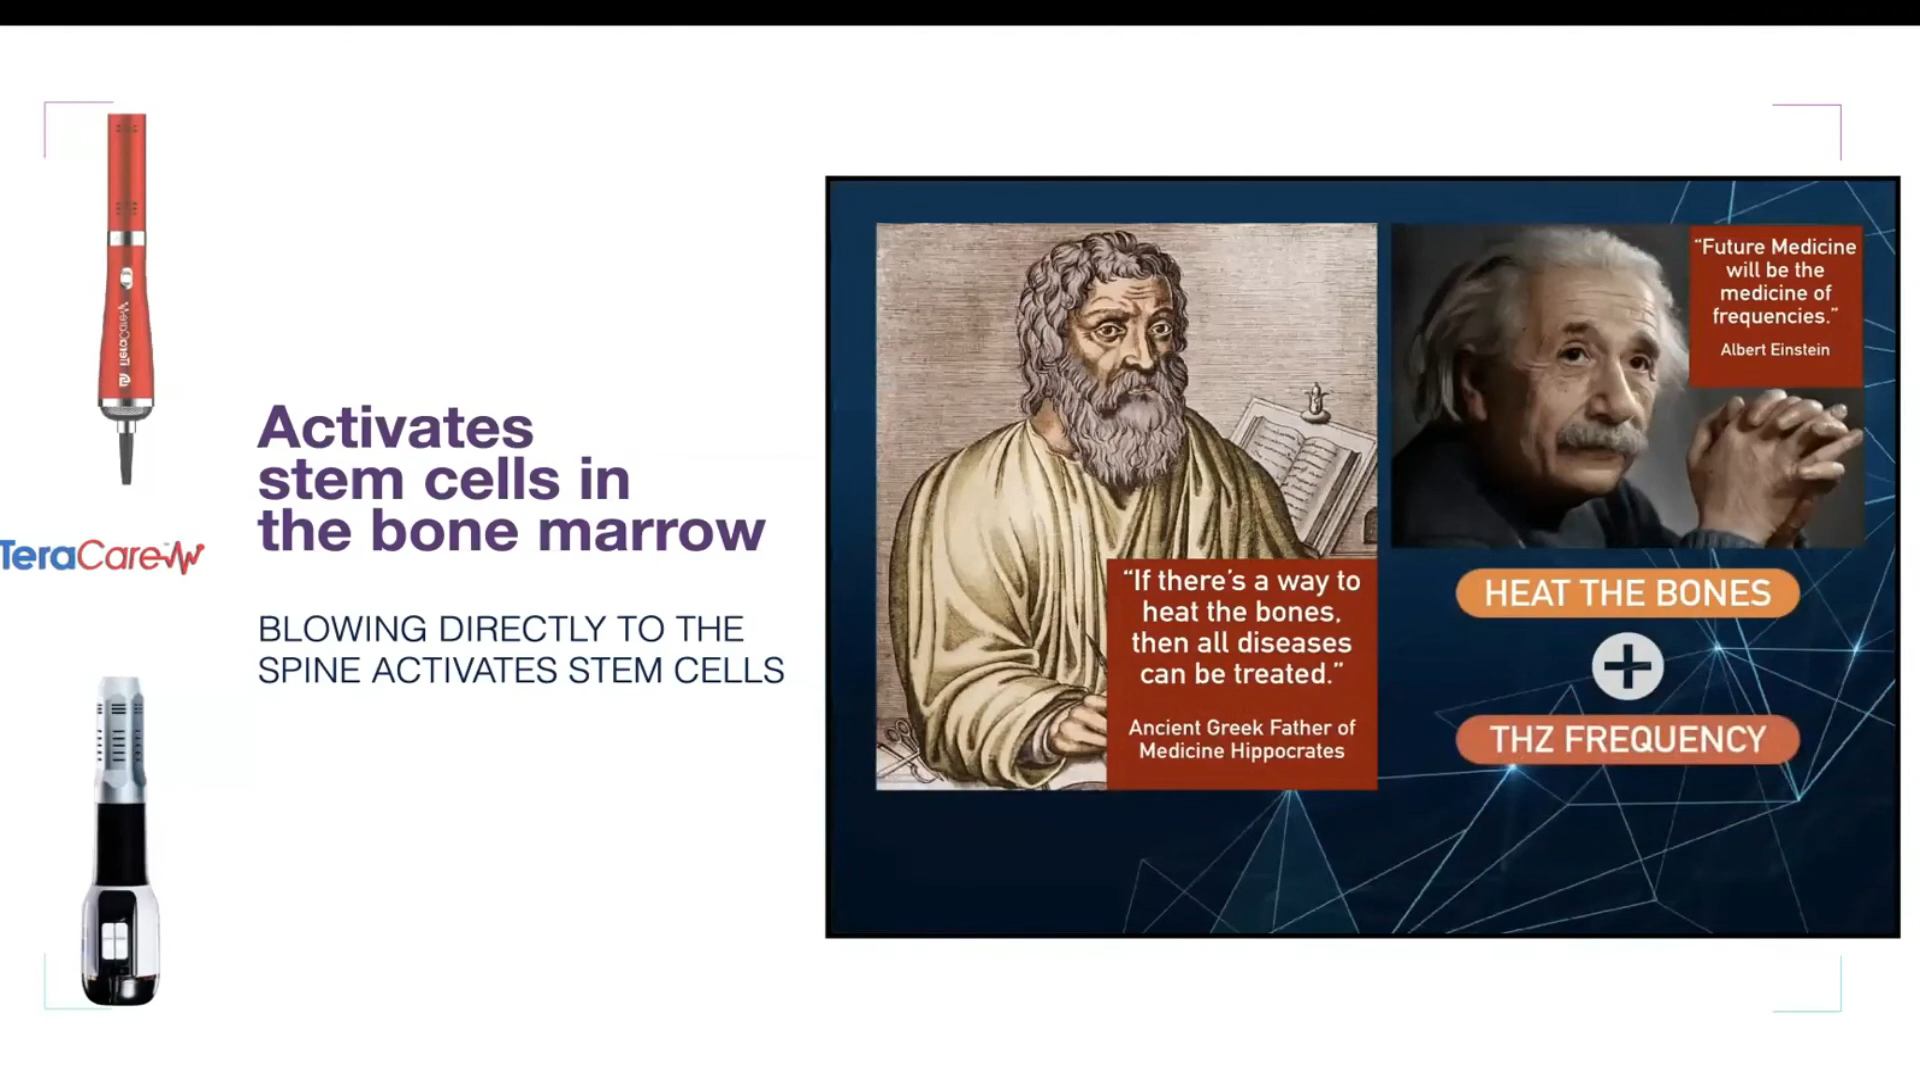 TeraCare
TeraCare
Activates
stem cells in
the bone marrow
BLOWING DIRECTLY TO THE
SPINE ACTIVATES STEM CELLS
“If there’s a way to
heat the bones,
then all diseases
can be treated.”
Ancient Greek Father of
Medicine Hippocrates
“Future Medicine
will be the
medicine of
frequencies.”
Albert Einstein
HEAT THE BONES
+
THZ FREQUENCY